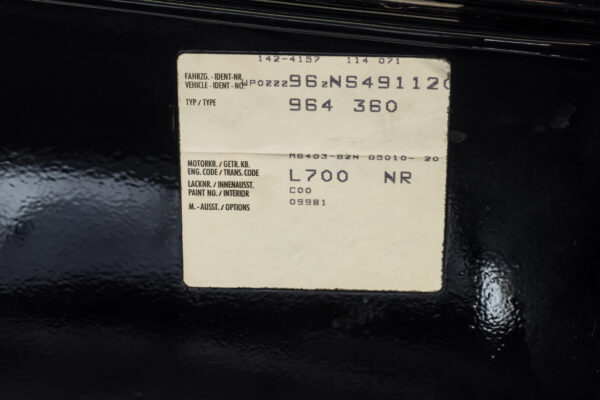 142-4157 114 071
FAHRZG. - IDENT-NR.
VEHICLE - IDENT - NO. WP0ZZZ96ZNS491120
TYP / TYPE 964 360
MOTORKB. / GETR. KB. M6403-62N G5010- 20
ENG. CODE / TRANS. CODE
LACKNR. / INNENAUSST. L700 NR
PAINT NO. / INTERIOR C00
M. - AUSST. / OPTIONS 09981